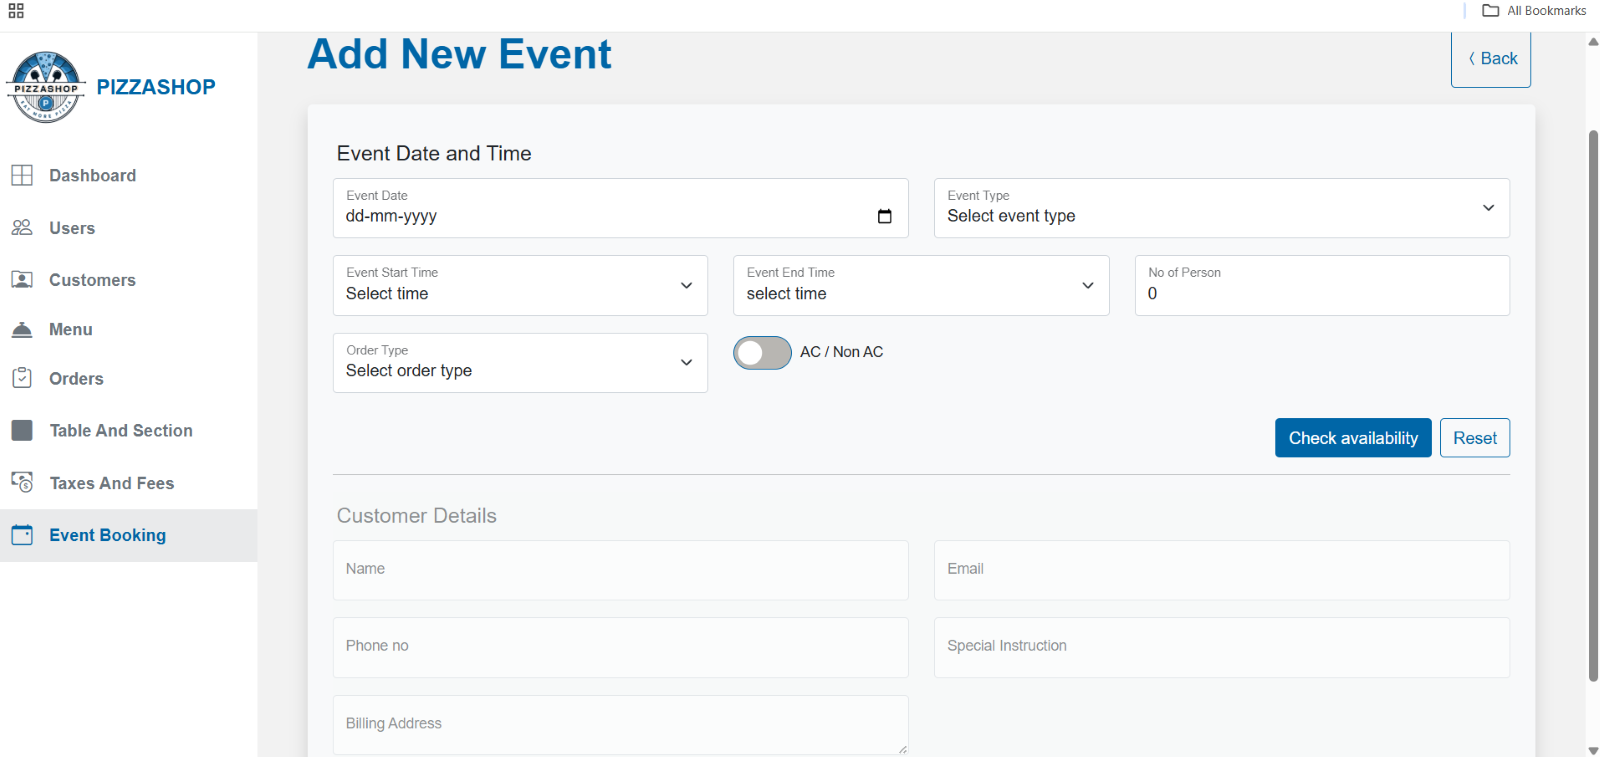 All Bookmarks
PIZZASHOP
EAT MORE PIZZA
P
PIZZASHOP
Dashboard
Users
Customers
Menu
Orders
Table And Section
Taxes And Fees
Event Booking
Add New Event
Back
Event Date and Time
Event Date
dd-mm-yyyy
Event Type
Select event type
Event Start Time
Select time
Event End Time
select time
No of Person
0
Order Type
Select order type
AC / Non AC
Check availability
Reset
Customer Details
Name
Email
Phone no
Special Instruction
Billing Address